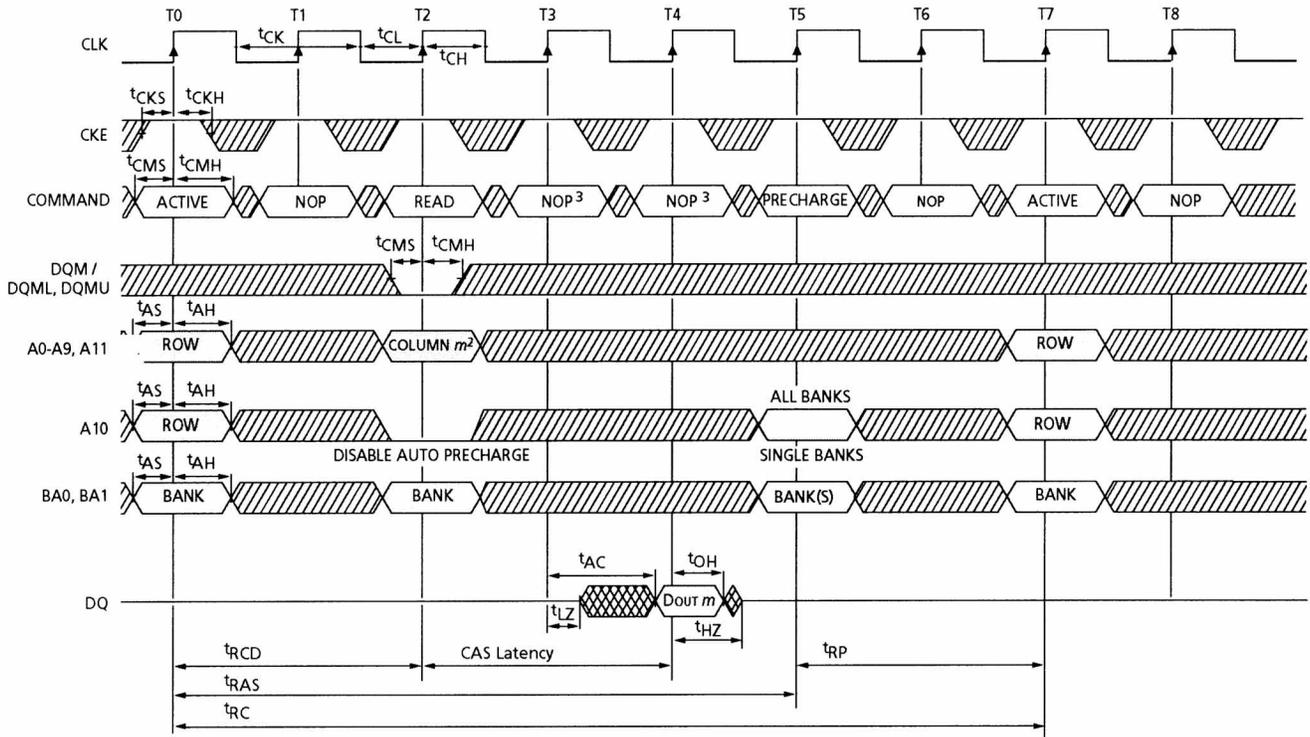 T0 T1 T2 T3 T4 T5 T6 T7 T8
CLK tCK tCL tCH
tCKS tCKH
CKE
tCMS tCMH
COMMAND ACTIVE NOP READ NOP3 NOP3 PRECHARGE NOP ACTIVE NOP
tCMS tCMH
DQM /
DQML, DQMU
tAS tAH
A0-A9, A11 ROW COLUMN m2 ROW
tAS tAH ALL BANKS
A10 ROW ROW
DISABLE AUTO PRECHARGE SINGLE BANKS
tAS tAH
BA0, BA1 BANK BANK BANK(S) BANK
tAC tOH
DQ DOUT m
tLZ tHZ
tRCD CAS Latency tRP
tRAS
tRC